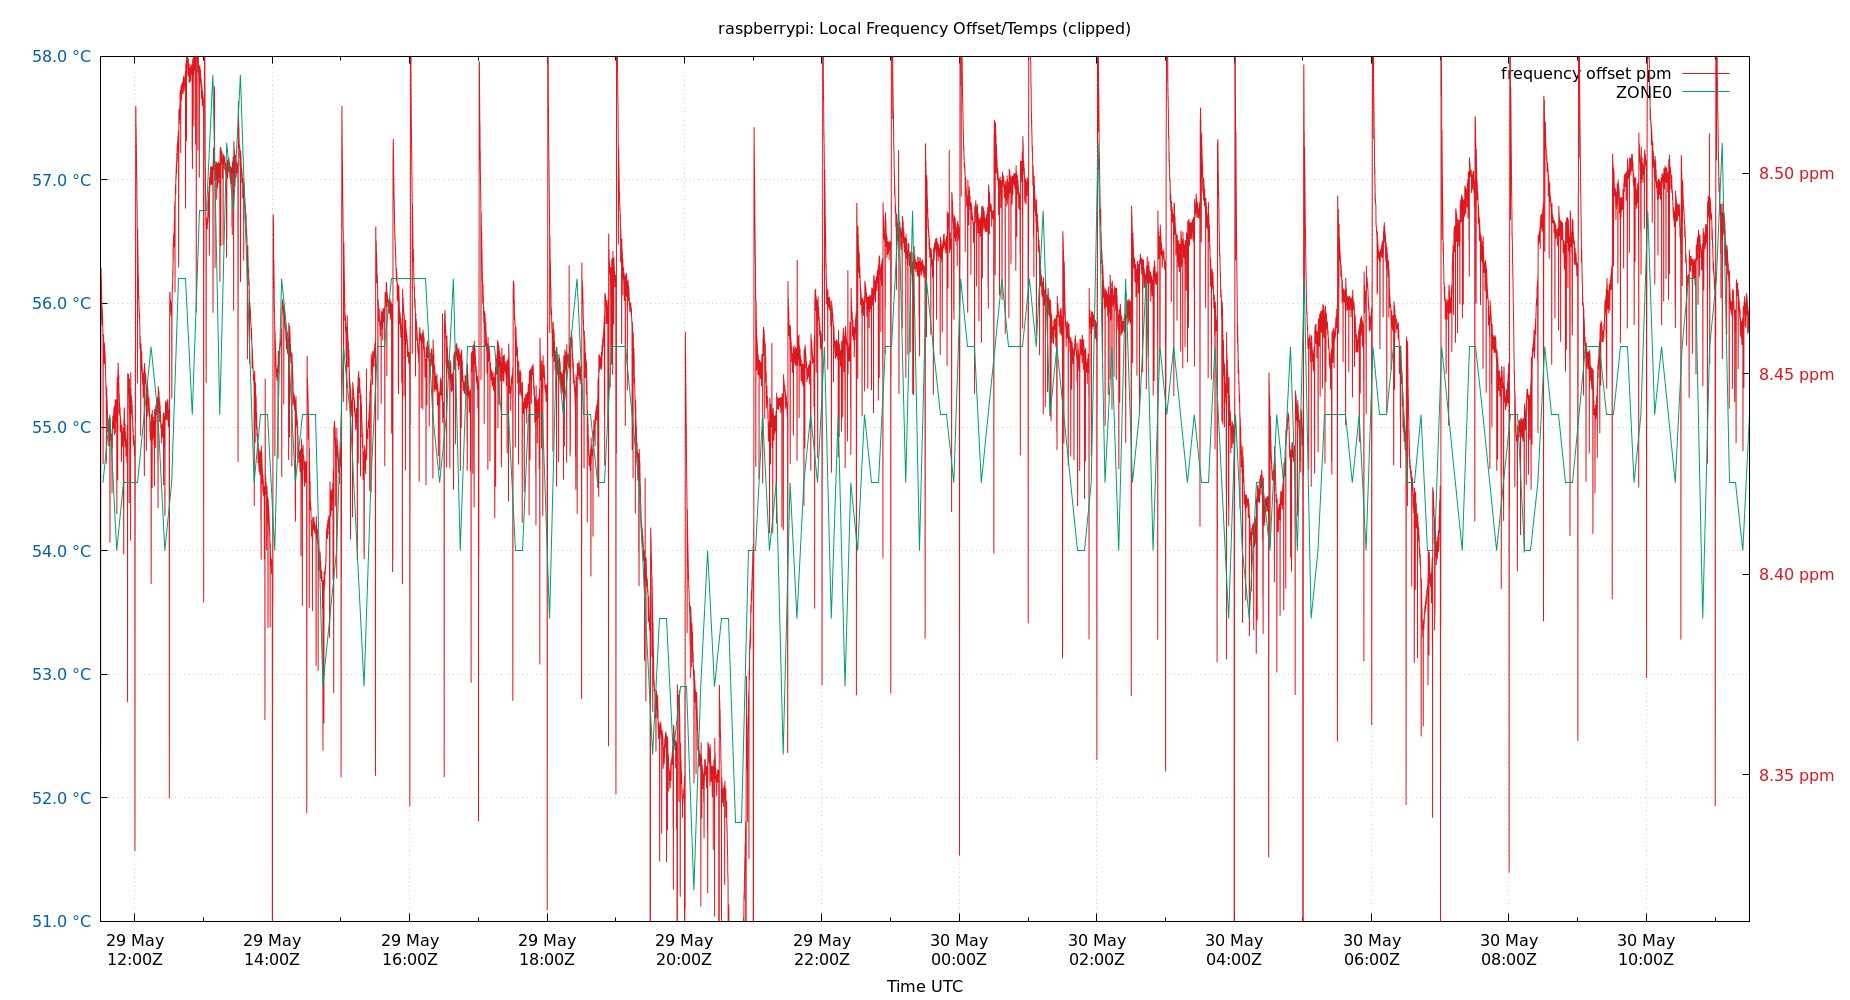 raspberrypi: Local Frequency Offset/Temps (clipped)
frequency offset ppm
ZONE0
58.0 °C
57.0 °C
56.0 °C
55.0 °C
54.0 °C
53.0 °C
52.0 °C
51.0 °C
8.50 ppm
8.45 ppm
8.40 ppm
8.35 ppm
29 May 29 May 29 May 29 May 29 May 29 May 30 May 30 May 30 May 30 May 30 May 30 May
12:00Z 14:00Z 16:00Z 18:00Z 20:00Z 22:00Z 00:00Z 02:00Z 04:00Z 06:00Z 08:00Z 10:00Z
Time UTC